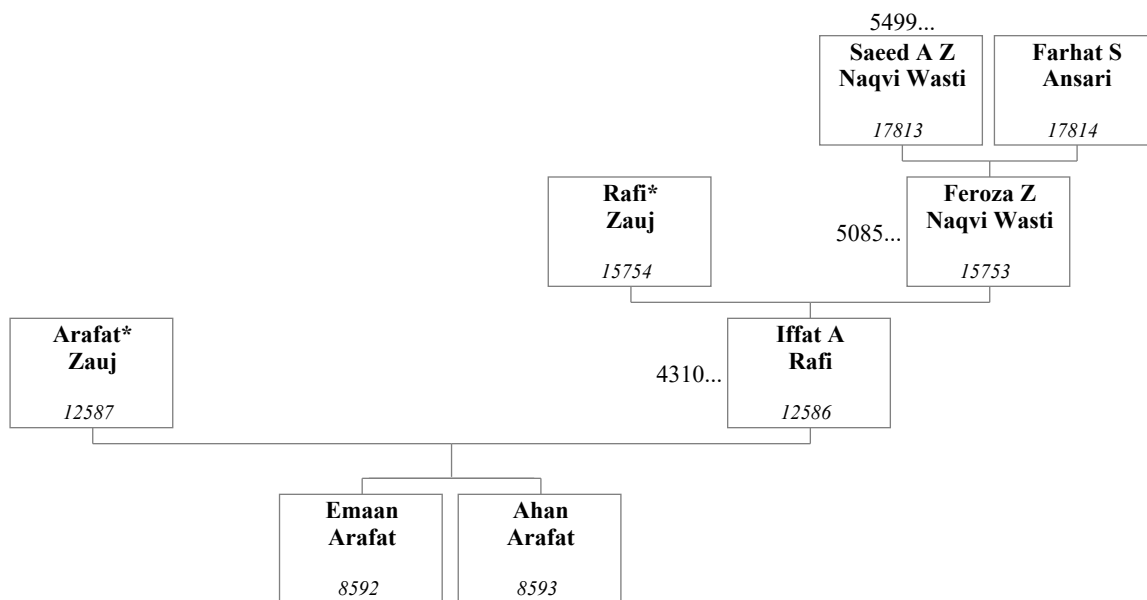 5499...
Saeed A Z
Naqvi Wasti
17813
Farhat S
Ansari
17814
Rafi*
Zauj
15754
5085...
Feroza Z
Naqvi Wasti
15753
Arafat*
Zauj
12587
4310...
Iffat A
Rafi
12586
Emaan
Arafat
8592
Ahan
Arafat
8593